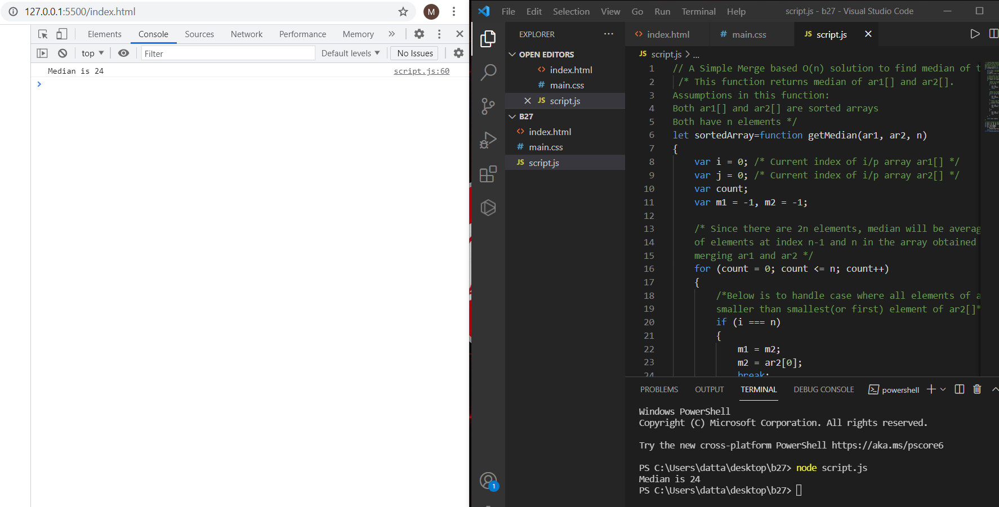 127.0.0.1:5500/index.html
M
Elements Console Sources Network Performance Memory »
top Filter Default levels No Issues
Median is 24 script.js:60
File Edit Selection View Go Run Terminal Help script.js - b27 - Visual Studio Code
EXPLORER
OPEN EDITORS
<> index.html
# main.css
JS script.js
B27
<> index.html
# main.css
JS script.js
1
<> index.html # main.css JS script.js
JS script.js > ...
1 // A Simple Merge based O(n) solution to find median of t
2 /* This function returns median of ar1[] and ar2[].
3 Assumptions in this function:
4 Both ar1[] and ar2[] are sorted arrays
5 Both have n elements */
6 let sortedArray=function getMedian(ar1, ar2, n)
7 {
8 var i = 0; /* Current index of i/p array ar1[] */
9 var j = 0; /* Current index of i/p array ar2[] */
10 var count;
11 var m1 = -1, m2 = -1;
12
13 /* Since there are 2n elements, median will be averag
14 of elements at index n-1 and n in the array obtained
15 merging ar1 and ar2 */
16 for (count = 0; count <= n; count++)
17 {
18 /*Below is to handle case where all elements of a
19 smaller than smallest(or first) element of ar2[]*
20 if (i === n)
21 {
22 m1 = m2;
23 m2 = ar2[0];
24 break;
PROBLEMS OUTPUT TERMINAL DEBUG CONSOLE powershell
Windows PowerShell
Copyright (C) Microsoft Corporation. All rights reserved.
Try the new cross-platform PowerShell https://aka.ms/pscore6
PS C:\Users\datta\desktop\b27> node script.js
Median is 24
PS C:\Users\datta\desktop\b27>